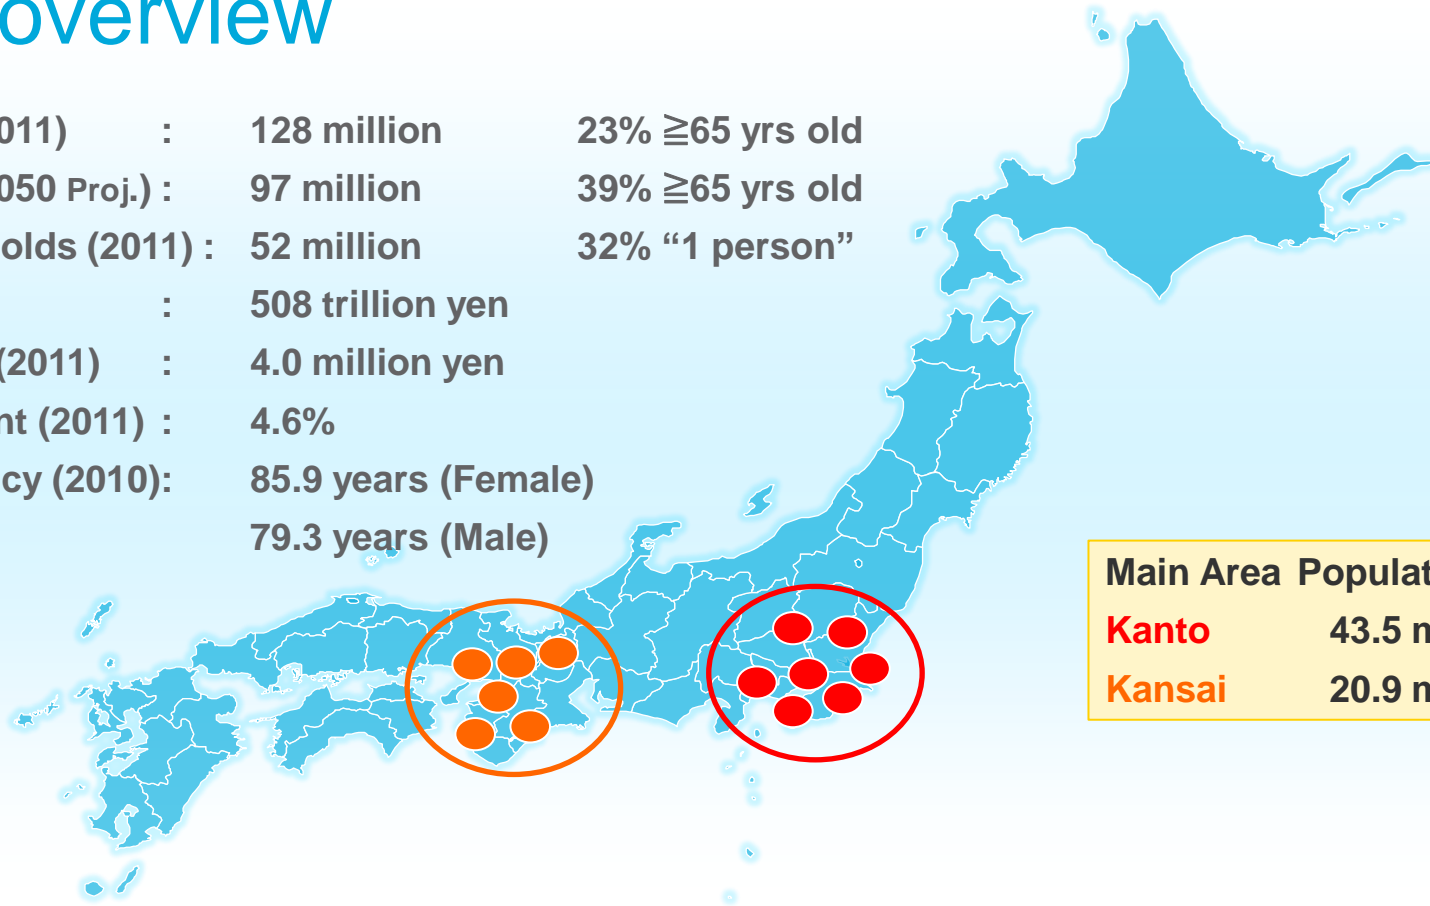 overview
011) : 128 million 23% ≧65 yrs old
050 Proj.) : 97 million 39% ≧65 yrs old
olds (2011) : 52 million 32% “1 person”
: 508 trillion yen
(2011) : 4.0 million yen
nt (2011) : 4.6%
cy (2010): 85.9 years (Female)
79.3 years (Male)
Main Area Populat
Kanto 43.5 m
Kansai 20.9 m